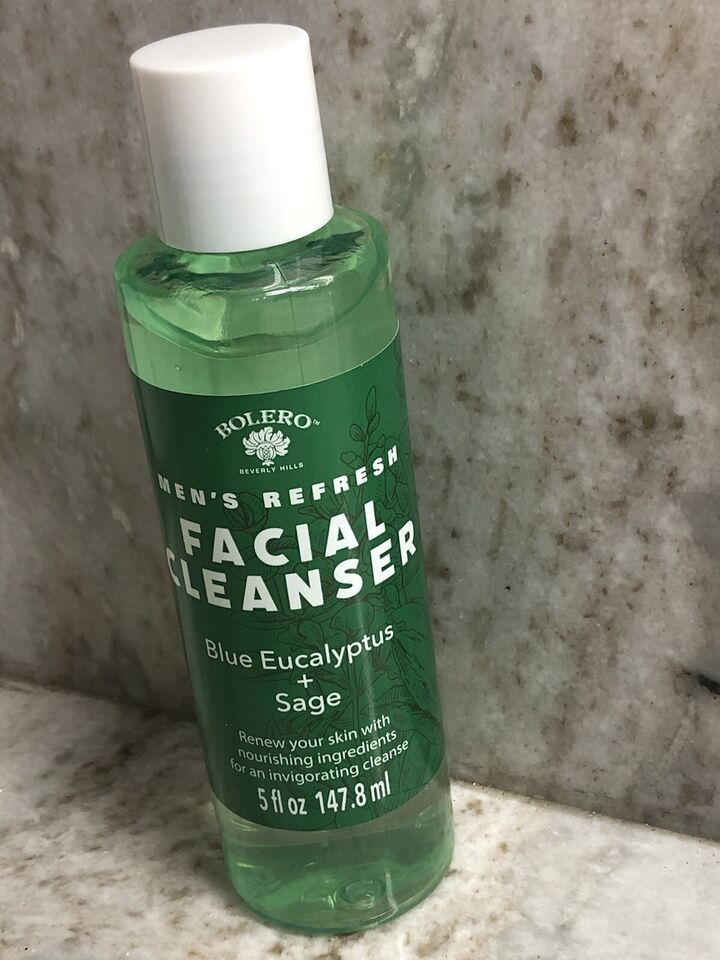 BOLERO™
BEVERLY HILLS
MEN'S REFRESH
FACIAL
CLEANSER
Blue Eucalyptus
+
Sage
Renew your skin with
nourishing ingredients
for an invigorating cleanse
5 fl oz 147.8 ml